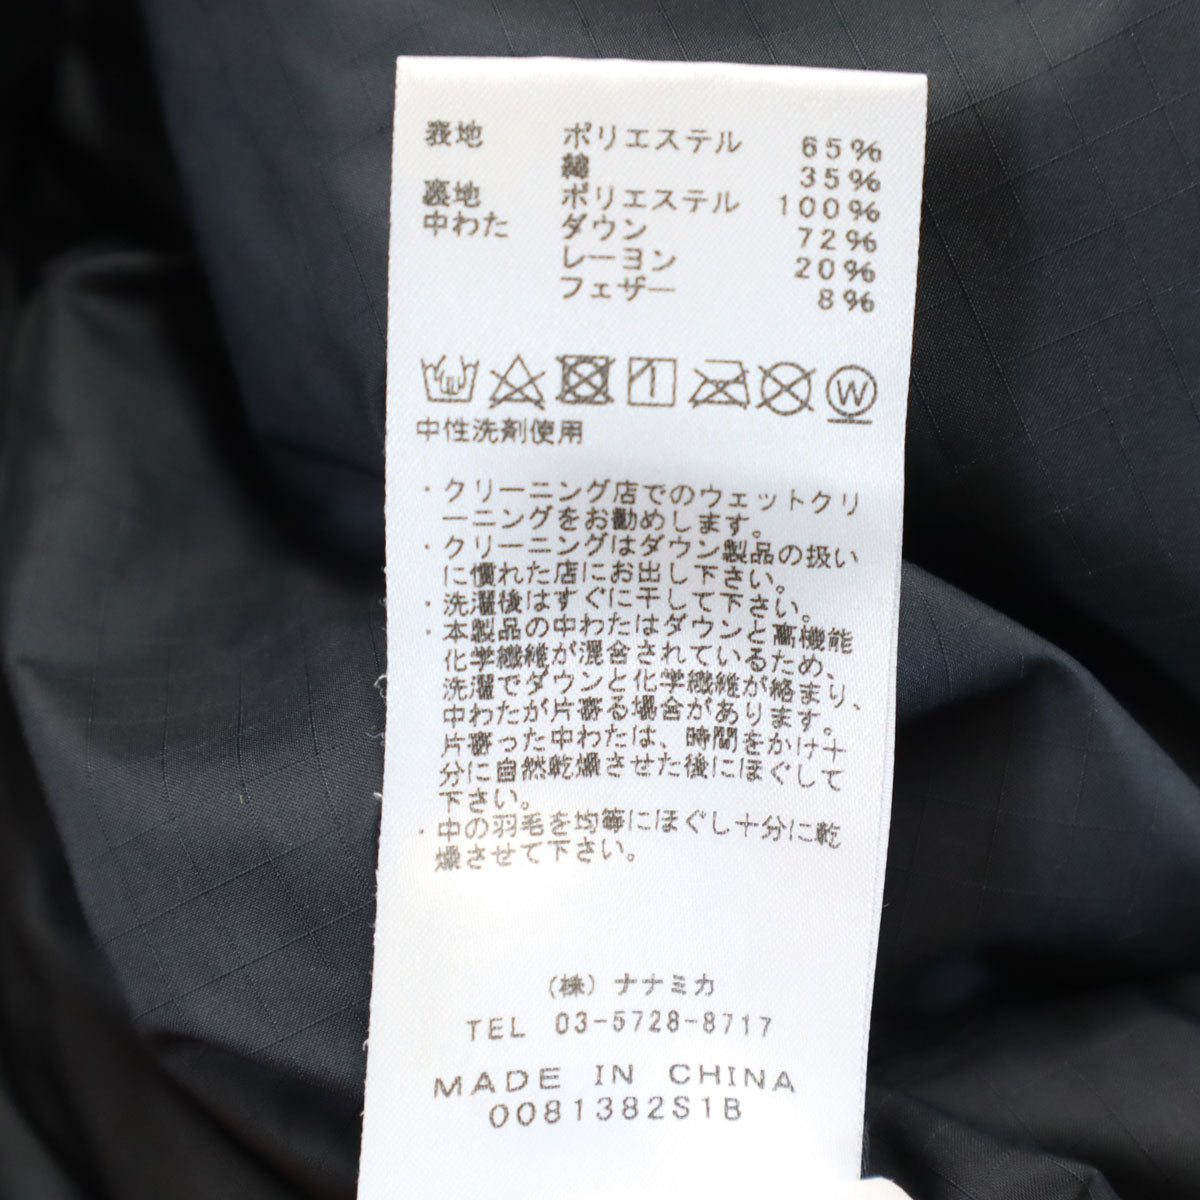 表地 ポリエステル 65%
綿 35%
裏地 ポリエステル 100%
中わた ダウン 72%
レーヨン 20%
フェザー 8%
W
中性洗剤使用
・クリーニング店でのウェットクリ
ーニングをお勧めします。
・クリーニングはダウン製品の扱い
に慣れた店にお出し下さい。
・洗濯後はすぐに干して下さい。
・本製品の中わたはダウンと高機能
化学繊維が混合されているため、
洗濯でダウンと化学繊維が絡まり、
中わたが片寄る場合があります。
片寄った中わたは、時間をかけ十
分に自然乾燥させた後にほぐして
下さい。
・中の羽毛を均等にほぐし十分に乾
燥させて下さい。
(株) ナナミカ
TEL 03-5728-8717
MADE IN CHINA
0081382S1B